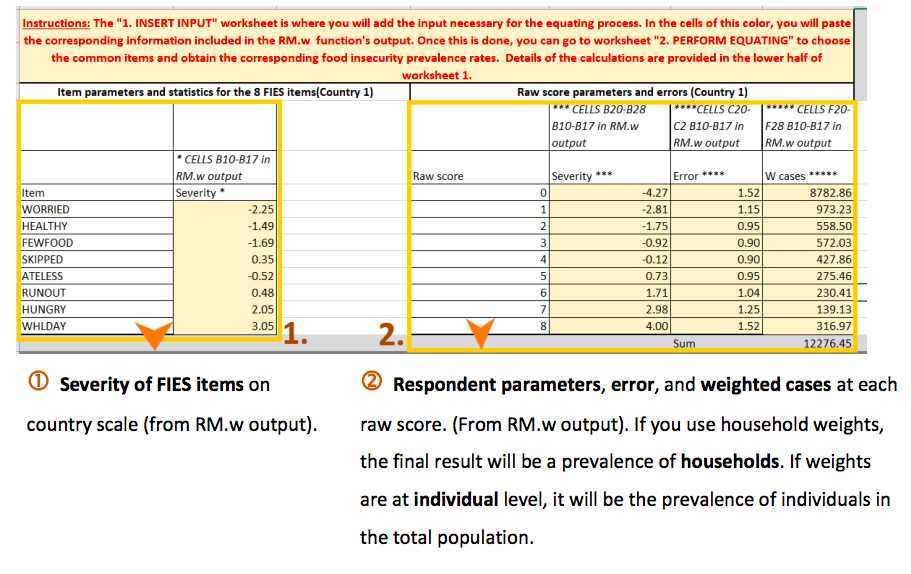 Instructions: The "1. INSERT INPUT" worksheet is where you will add the input necessary for the equating process. In the cells of this color, you will paste
the corresponding information included in the RM.w function's output. Once this is done, you can go to worksheet "2. PERFORM EQUATING" to choose
the common items and obtain the corresponding food insecurity prevalence rates. Details of the calculations are provided in the lower half of
worksheet 1.
Item parameters and statistics for the 8 FIES items(Country 1)
* CELLS B10-B17 in
RM.w output
Item Severity *
WORRIED -2.25
HEALTHY -1.49
FEWFOOD -1.69
SKIPPED 0.35
ATELESS -0.52
RUNOUT 0.48
HUNGRY 2.05
WHLDAY 3.05
1.
Raw score parameters and errors (Country 1)
*** CELLS B20-B28 ****CELLS C20- ***** CELLS F20-
B10-B17 in RM.w C2 B10-B17 in F28 B10-B17 in
output RM.w output RM.w output
Raw score Severity *** Error **** W cases *****
0 -4.27 1.52 8782.86
1 -2.81 1.15 973.23
2 -1.75 0.95 558.50
3 -0.92 0.90 572.03
4 -0.12 0.90 427.86
5 0.73 0.95 275.46
6 1.71 1.04 230.41
7 2.98 1.25 139.13
8 4.00 1.52 316.97
2.
Sum 12276.45
① Severity of FIES items on
country scale (from RM.w output).
② Respondent parameters, error, and weighted cases at each
raw score. (From RM.w output). If you use household weights,
the final result will be a prevalence of households. If weights
are at individual level, it will be the prevalence of individuals in
the total population.